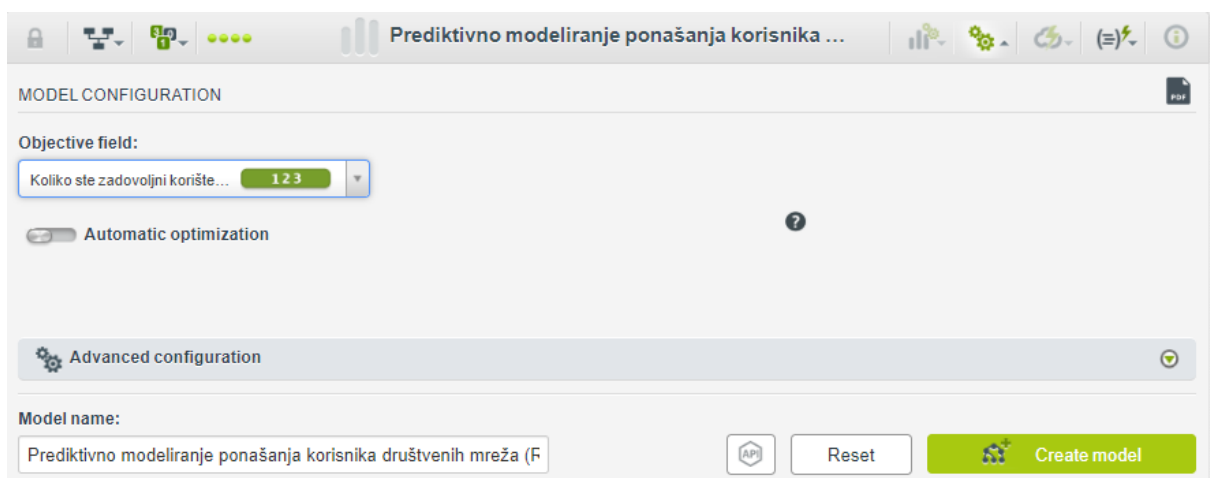 Prediktivno modeliranje ponašanja korisnika ...
MODEL CONFIGURATION
PDF
Objective field:
Koliko ste zadovoljni korište... 123
Automatic optimization
?
Advanced configuration
Model name:
Prediktivno modeliranje ponašanja korisnika društvenih mreža (F
API
Reset
Create model